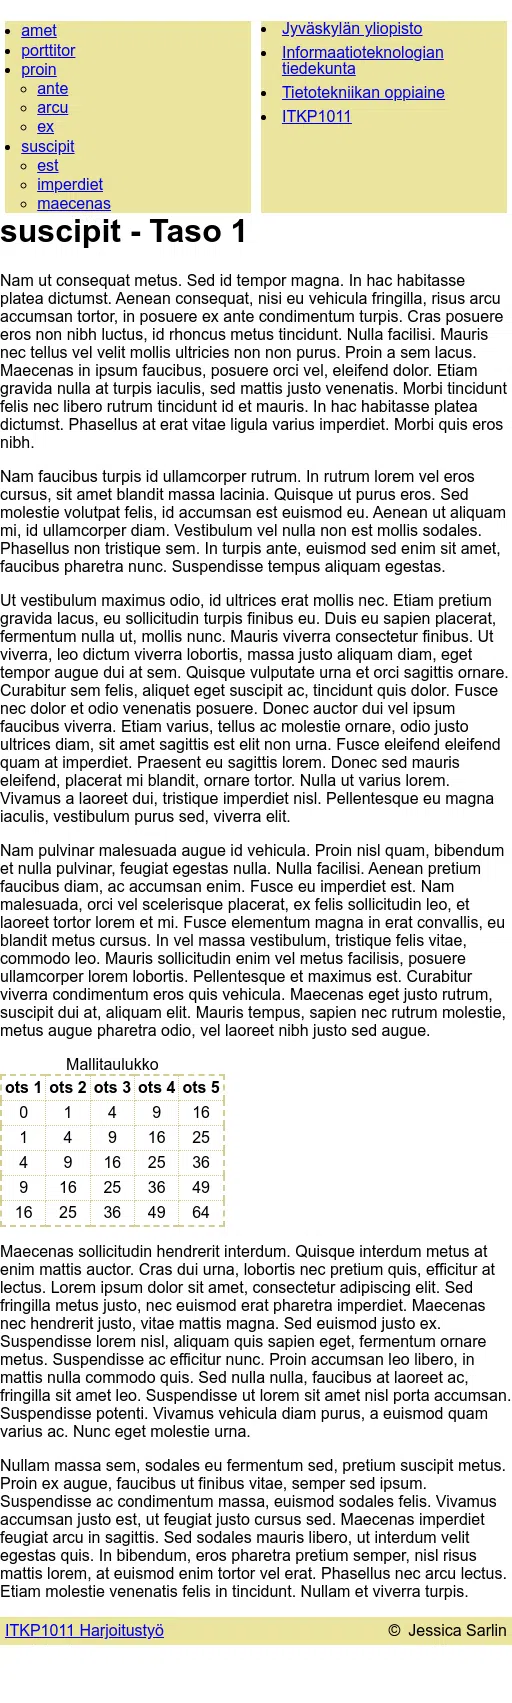 amet
porttitor
proin
ante
arcu
ex
suscipit
est
imperdiet
maecenas
Jyväskylän yliopisto
Informaatioteknologian
tiedekunta
Tietotekniikan oppiaine
ITKP1011
suscipit - Taso 1
Nam ut consequat metus. Sed id tempor magna. In hac habitasse
platea dictumst. Aenean consequat, nisi eu vehicula fringilla, risus arcu
accumsan tortor, in posuere ex ante condimentum turpis. Cras posuere
eros non nibh luctus, id rhoncus metus tincidunt. Nulla facilisi. Mauris
nec tellus vel velit mollis ultricies non non purus. Proin a sem lacus.
Maecenas in ipsum faucibus, posuere orci vel, eleifend dolor. Etiam
gravida nulla at turpis iaculis, sed mattis justo venenatis. Morbi tincidunt
felis nec libero rutrum tincidunt id et mauris. In hac habitasse platea
dictumst. Phasellus at erat vitae ligula varius imperdiet. Morbi quis eros
nibh.
Nam faucibus turpis id ullamcorper rutrum. In rutrum lorem vel eros
cursus, sit amet blandit massa lacinia. Quisque ut purus eros. Sed
molestie volutpat felis, id accumsan est euismod eu. Aenean ut aliquam
mi, id ullamcorper diam. Vestibulum vel nulla non est mollis sodales.
Phasellus non tristique sem. In turpis ante, euismod sed enim sit amet,
faucibus pharetra nunc. Suspendisse tempus aliquam egestas.
Ut vestibulum maximus odio, id ultrices erat mollis nec. Etiam pretium
gravida lacus, eu sollicitudin turpis finibus eu. Duis eu sapien placerat,
fermentum nulla ut, mollis nunc. Mauris viverra consectetur finibus. Ut
viverra, leo dictum viverra lobortis, massa justo aliquam diam, eget
tempor augue dui at sem. Quisque vulputate urna et orci sagittis ornare.
Curabitur sem felis, aliquet eget suscipit ac, tincidunt quis dolor. Fusce
nec dolor et odio venenatis posuere. Donec auctor dui vel ipsum
faucibus viverra. Etiam varius, tellus ac molestie ornare, odio justo
ultrices diam, sit amet sagittis est elit non urna. Fusce eleifend eleifend
quam at imperdiet. Praesent eu sagittis lorem. Donec sed mauris
eleifend, placerat mi blandit, ornare tortor. Nulla ut varius lorem.
Vivamus a laoreet dui, tristique imperdiet nisl. Pellentesque eu magna
iaculis, vestibulum purus sed, viverra elit.
Nam pulvinar malesuada augue id vehicula. Proin nisl quam, bibendum
et nulla pulvinar, feugiat egestas nulla. Nulla facilisi. Aenean pretium
faucibus diam, ac accumsan enim. Fusce eu imperdiet est. Nam
malesuada, orci vel scelerisque placerat, ex felis sollicitudin leo, et
laoreet tortor lorem et mi. Fusce elementum magna in erat convallis, eu
blandit metus cursus. In vel massa vestibulum, tristique felis vitae,
commodo leo. Mauris sollicitudin enim vel metus facilisis, posuere
ullamcorper lorem lobortis. Pellentesque et maximus est. Curabitur
viverra condimentum eros quis vehicula. Maecenas eget justo rutrum,
suscipit dui at, aliquam elit. Mauris tempus, sapien nec rutrum molestie,
metus augue pharetra odio, vel laoreet nibh justo sed augue.
Mallitaulukko
ots 1 ots 2 ots 3 ots 4 ots 5
0 1 4 9 16
1 4 9 16 25
4 9 16 25 36
9 16 25 36 49
16 25 36 49 64
Maecenas sollicitudin hendrerit interdum. Quisque interdum metus at
enim mattis auctor. Cras dui urna, lobortis nec pretium quis, efficitur at
lectus. Lorem ipsum dolor sit amet, consectetur adipiscing elit. Sed
fringilla metus justo, nec euismod erat pharetra imperdiet. Maecenas
nec hendrerit justo, vitae mattis magna. Sed euismod justo ex.
Suspendisse lorem nisl, aliquam quis sapien eget, fermentum ornare
metus. Suspendisse ac efficitur nunc. Proin accumsan leo libero, in
mattis nulla commodo quis. Sed nulla nulla, faucibus at laoreet ac,
fringilla sit amet leo. Suspendisse ut lorem sit amet nisl porta accumsan.
Suspendisse potenti. Vivamus vehicula diam purus, a euismod quam
varius ac. Nunc eget molestie urna.
Nullam massa sem, sodales eu fermentum sed, pretium suscipit metus.
Proin ex augue, faucibus ut finibus vitae, semper sed ipsum.
Suspendisse ac condimentum massa, euismod sodales felis. Vivamus
accumsan justo est, ut feugiat justo cursus sed. Maecenas imperdiet
feugiat arcu in sagittis. Sed sodales mauris libero, ut interdum velit
egestas quis. In bibendum, eros pharetra pretium semper, nisl risus
mattis lorem, at euismod enim tortor vel erat. Phasellus nec arcu lectus.
Etiam molestie venenatis felis in tincidunt. Nullam et viverra turpis.
ITKP1011 Harjoitustyö © Jessica Sarlin